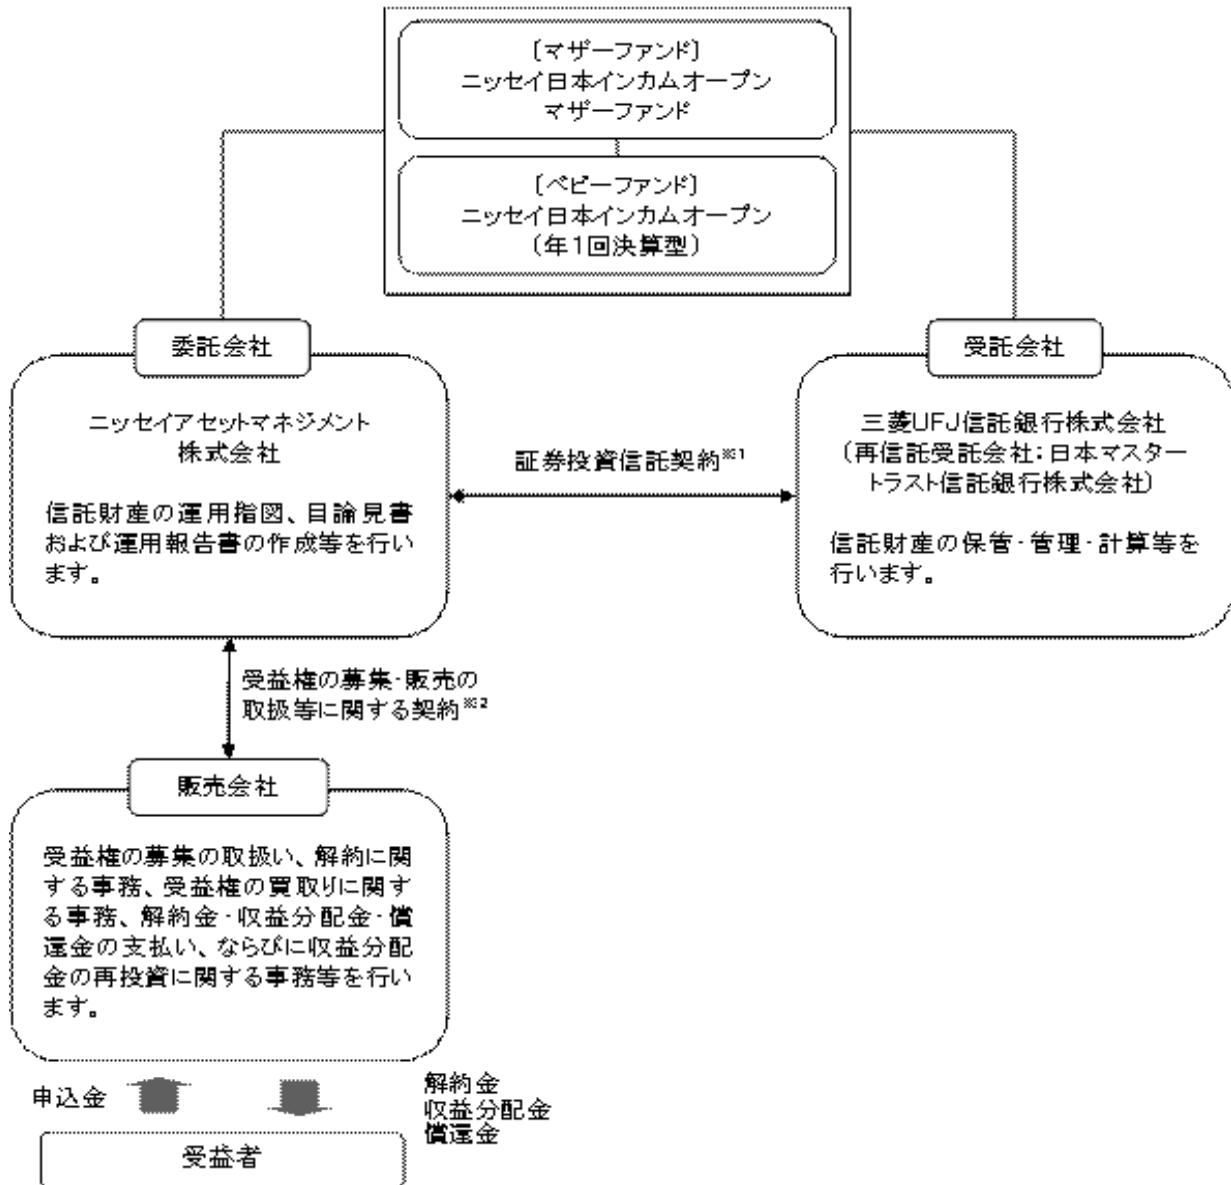 〔マザーファンド〕
ニッセイ日本インカムオープン
マザーファンド
〔ベビーファンド〕
ニッセイ日本インカムオープン
（年１回決算型）
委託会社
ニッセイアセットマネジメント
株式会社
信託財産の運用指図、目論見書
および運用報告書の作成等を行い
ます。
証券投資信託契約※1
受託会社
三菱UFJ信託銀行株式会社
（再信託受託会社：日本マスター
トラスト信託銀行株式会社）
信託財産の保管・管理・計算等を
行います。
受益権の募集・販売の
取扱等に関する契約※2
販売会社
受益権の募集の取扱い、解約に関
する事務、受益権の買取りに関す
る事務、解約金・収益分配金・償
還金の支払い、ならびに収益分配
金の再投資に関する事務等を行い
ます。
申込金
解約金
収益分配金
償還金
受益者